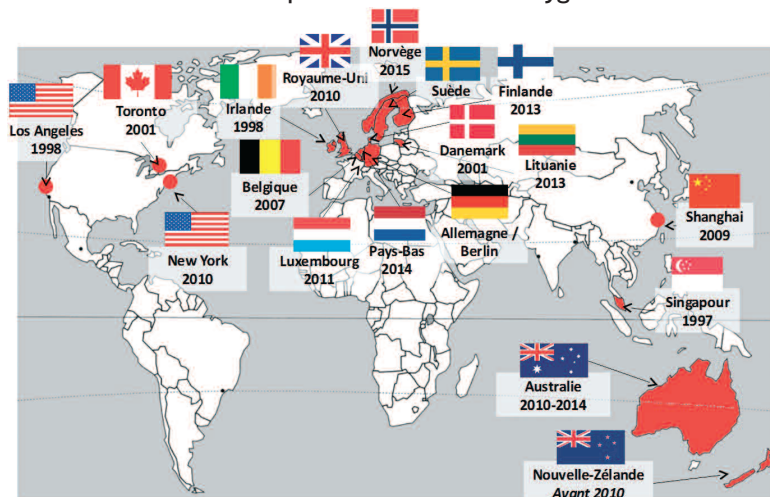 Norvège
2015
Royaume-Uni
2010
Suède
Finlande
2013
Toronto
2001
Irlande
1998
Los Angeles
1998
Danemark
2001
Lituanie
2013
Belgique
2007
Allemagne /
Berlin
Shanghai
2009
New York
2010
Luxembourg
2011
Pays-Bas
2014
Singapour
1997
Australie
2010-2014
Nouvelle-Zélande
Avant 2010